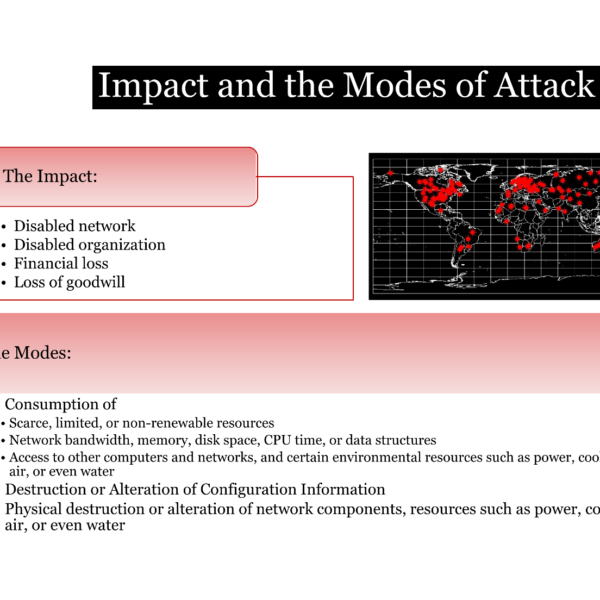 Impact and the Modes of Attack
The Impact:
• Disabled network
• Disabled organization
• Financial loss
• Loss of goodwill
Modes:
Consumption of
• Scarce, limited, or non-renewable resources
• Network bandwidth, memory, disk space, CPU time, or data structures
• Access to other computers and networks, and certain environmental resources such as power,
air, or even water
Destruction or Alteration of Configuration Information
Physical destruction or alteration of network components, resources such as power,
air, or even water